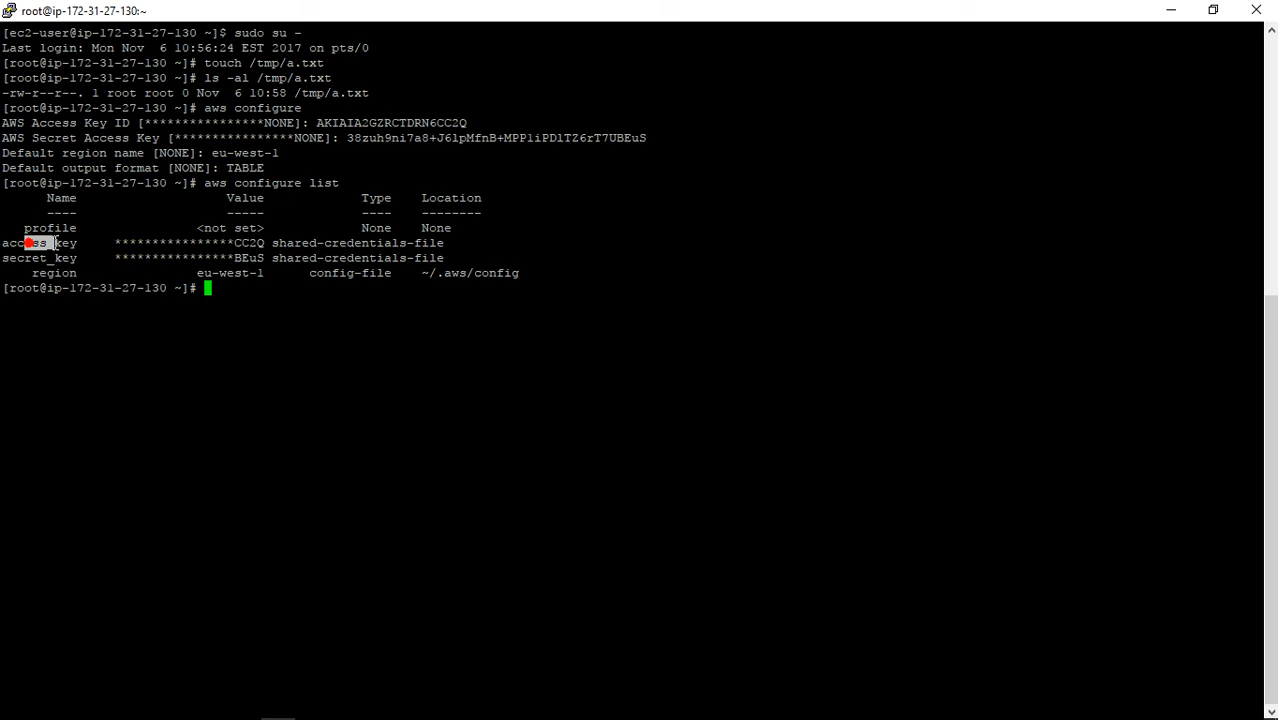 root@ip-172-31-27-130:~
[ec2-user@ip-172-31-27-130 ~]$ sudo su -
Last login: Mon Nov  6 10:56:24 EST 2017 on pts/0
[root@ip-172-31-27-130 ~]# touch /tmp/a.txt
[root@ip-172-31-27-130 ~]# ls -al /tmp/a.txt
-rw-r--r--. 1 root root 0 Nov  6 10:58 /tmp/a.txt
[root@ip-172-31-27-130 ~]# aws configure
AWS Access Key ID [****************NONE]: AKIAIA2GZRCTDRN6CC2Q
AWS Secret Access Key [****************NONE]: 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
Default region name [NONE]: eu-west-1
Default output format [NONE]: TABLE
[root@ip-172-31-27-130 ~]# aws configure list
      Name                    Value             Type    Location
      ----                    -----             ----    --------
   profile                <not set>             None    None
access_key     ****************CC2Q shared-credentials-file
secret_key     ****************BEuS shared-credentials-file
    region                eu-west-1      config-file    ~/.aws/config
[root@ip-172-31-27-130 ~]#